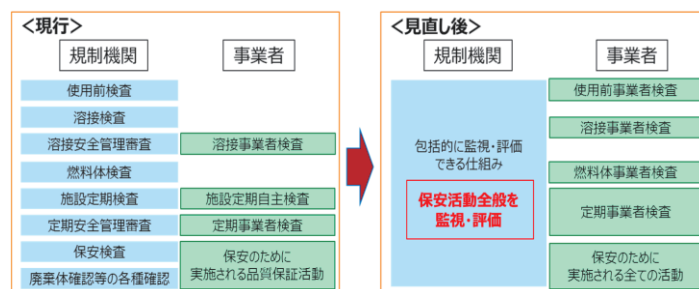 <現行>
規制機関
事業者
使用前検査
溶接検査
溶接安全管理審査
溶接事業者検査
燃料体検査
施設定期検査
施設定期自主検査
定期安全管理審査
定期事業者検査
保安検査
廃棄体確認等の各種確認
保安のために
実施される品質保証活動
<見直し後>
規制機関
事業者
包括的に監視・評価
できる仕組み
保安活動全般を
監視・評価
使用前事業者検査
溶接事業者検査
燃料体事業者検査
定期事業者検査
保安のために
実施される全ての活動